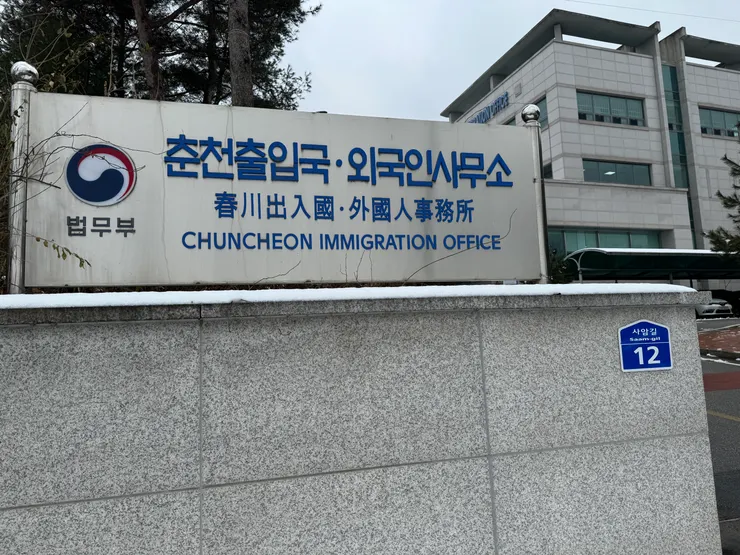 춘천출입국·외국인사무소
春川出入國·外國人事務所
CHUNCHEON IMMIGRATION OFFICE
법무부
사암길
Saam-gil
12
OFFICE